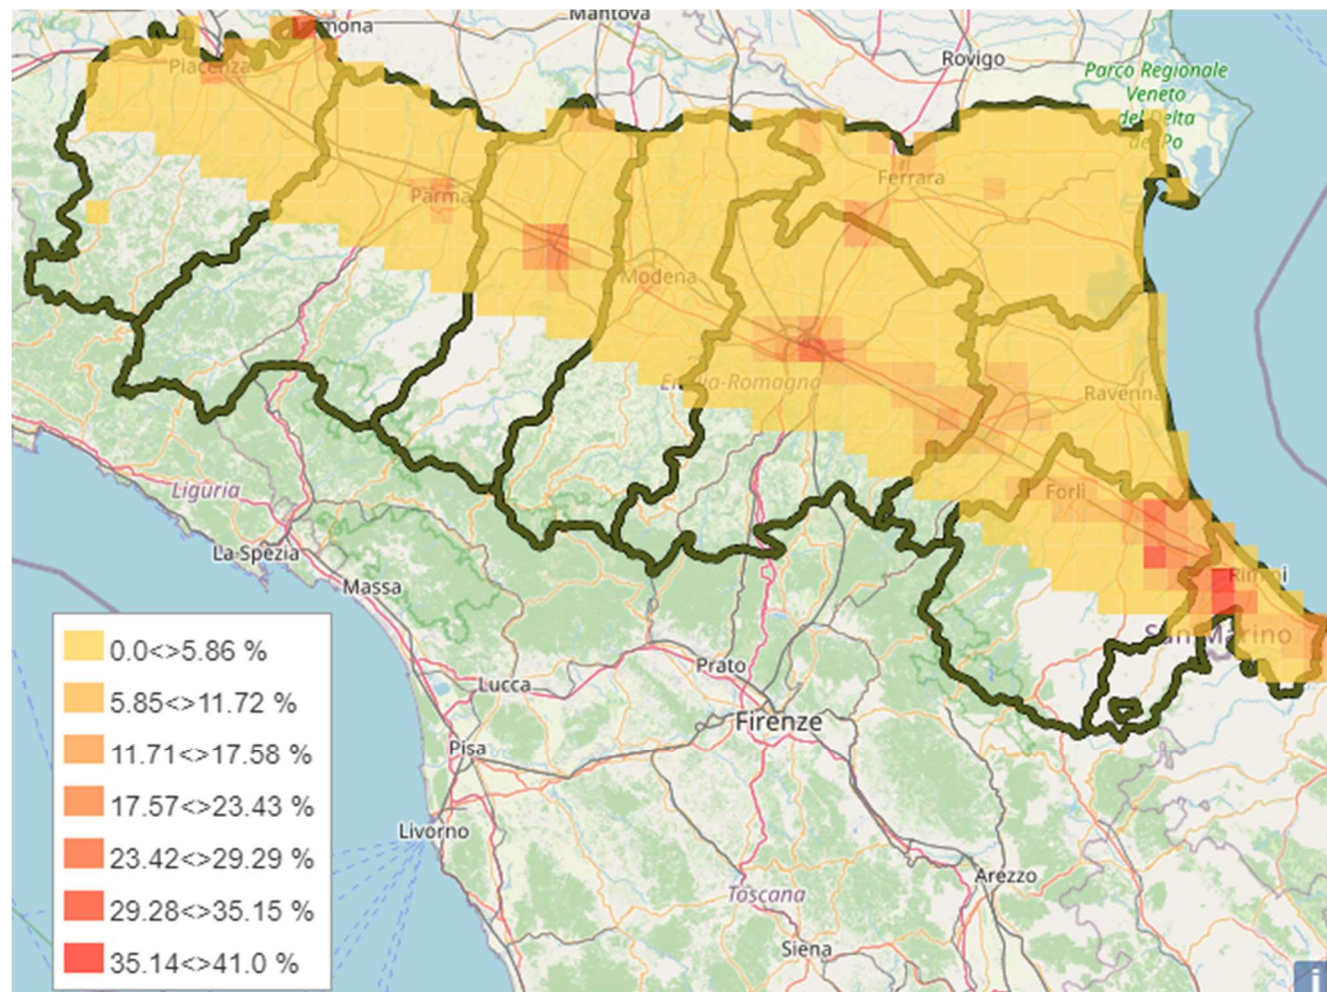 Mantova
mona
Piacenza
Rovigo
Parco Regionale
Veneto
del Delta
del Po
Parma
Ferrara
Modena
Emilia-Romagna
Ravenna
Forlì
Liguria
La Spezia
Massa
Rimini
San Marino
Prato
Lucca
Firenze
Pisa
Livorno
Arezzo
Toscana
Siena
0.0<>5.86 %
5.85<>11.72 %
11.71<>17.58 %
17.57<>23.43 %
23.42<>29.29 %
29.28<>35.15 %
35.14<>41.0 %
i